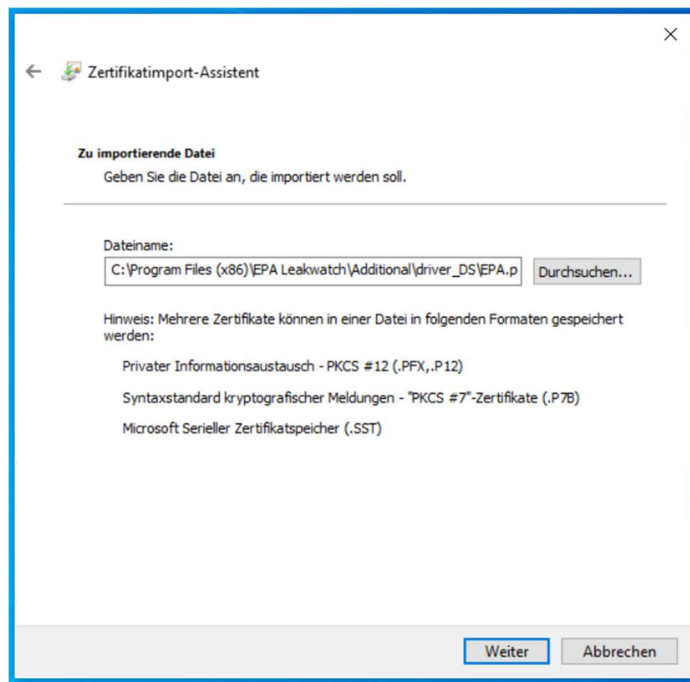 Zertifikatimport-Assistent
Zu importierende Datei
Geben Sie die Datei an, die importiert werden soll.
Dateiname:
C:\Program Files (x86)\EPA Leakwatch\Additional\driver_DS\EPA.p
Durchsuchen...
Hinweis: Mehrere Zertifikate können in einer Datei in folgenden Formaten gespeichert
werden:
Privater Informationsaustausch - PKCS #12 (.PFX,.P12)
Syntaxstandard kryptografischer Meldungen - "PKCS #7"-Zertifikate (.P7B)
Microsoft Serieller Zertifikatspeicher (.SST)
Weiter
Abbrechen